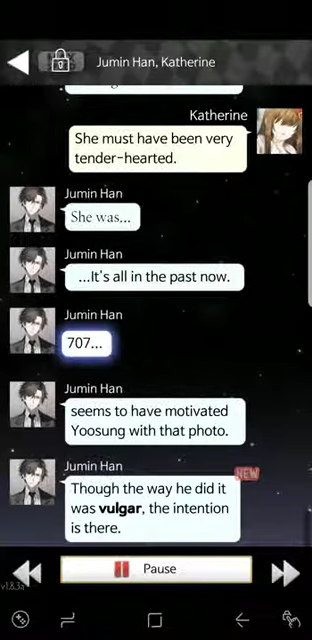 Jumin Han, Katherine
Katherine
She must have been very
tender-hearted.
Jumin Han
She was...
Jumin Han
...It's all in the past now.
Jumin Han
707...
Jumin Han
seems to have motivated
Yoosung with that photo.
Jumin Han
NEW
Though the way he did it
was vulgar, the intention
is there.
Pause
v1.8.3a